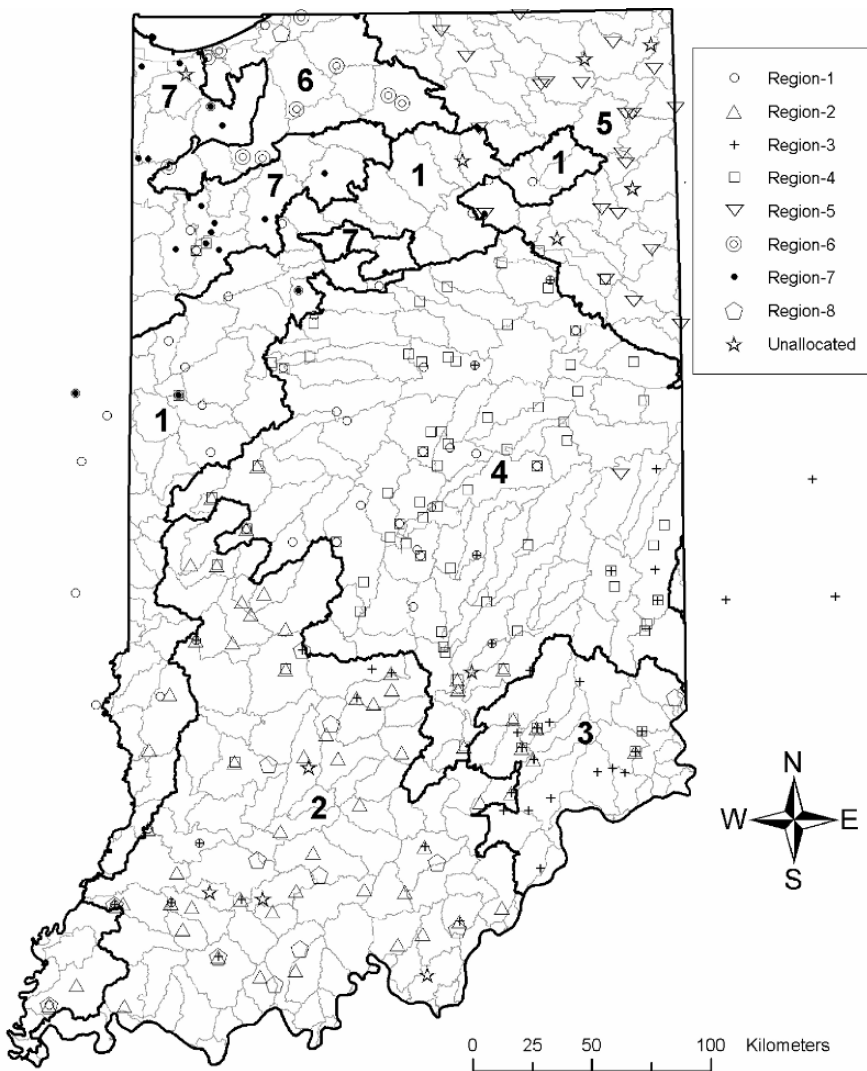 6
7
5
1
1
7
7
1
4
3
2
Region-1
Region-2
Region-3
Region-4
Region-5
Region-6
Region-7
Region-8
Unallocated
N
W E
S
0 25 50 100 Kilometers